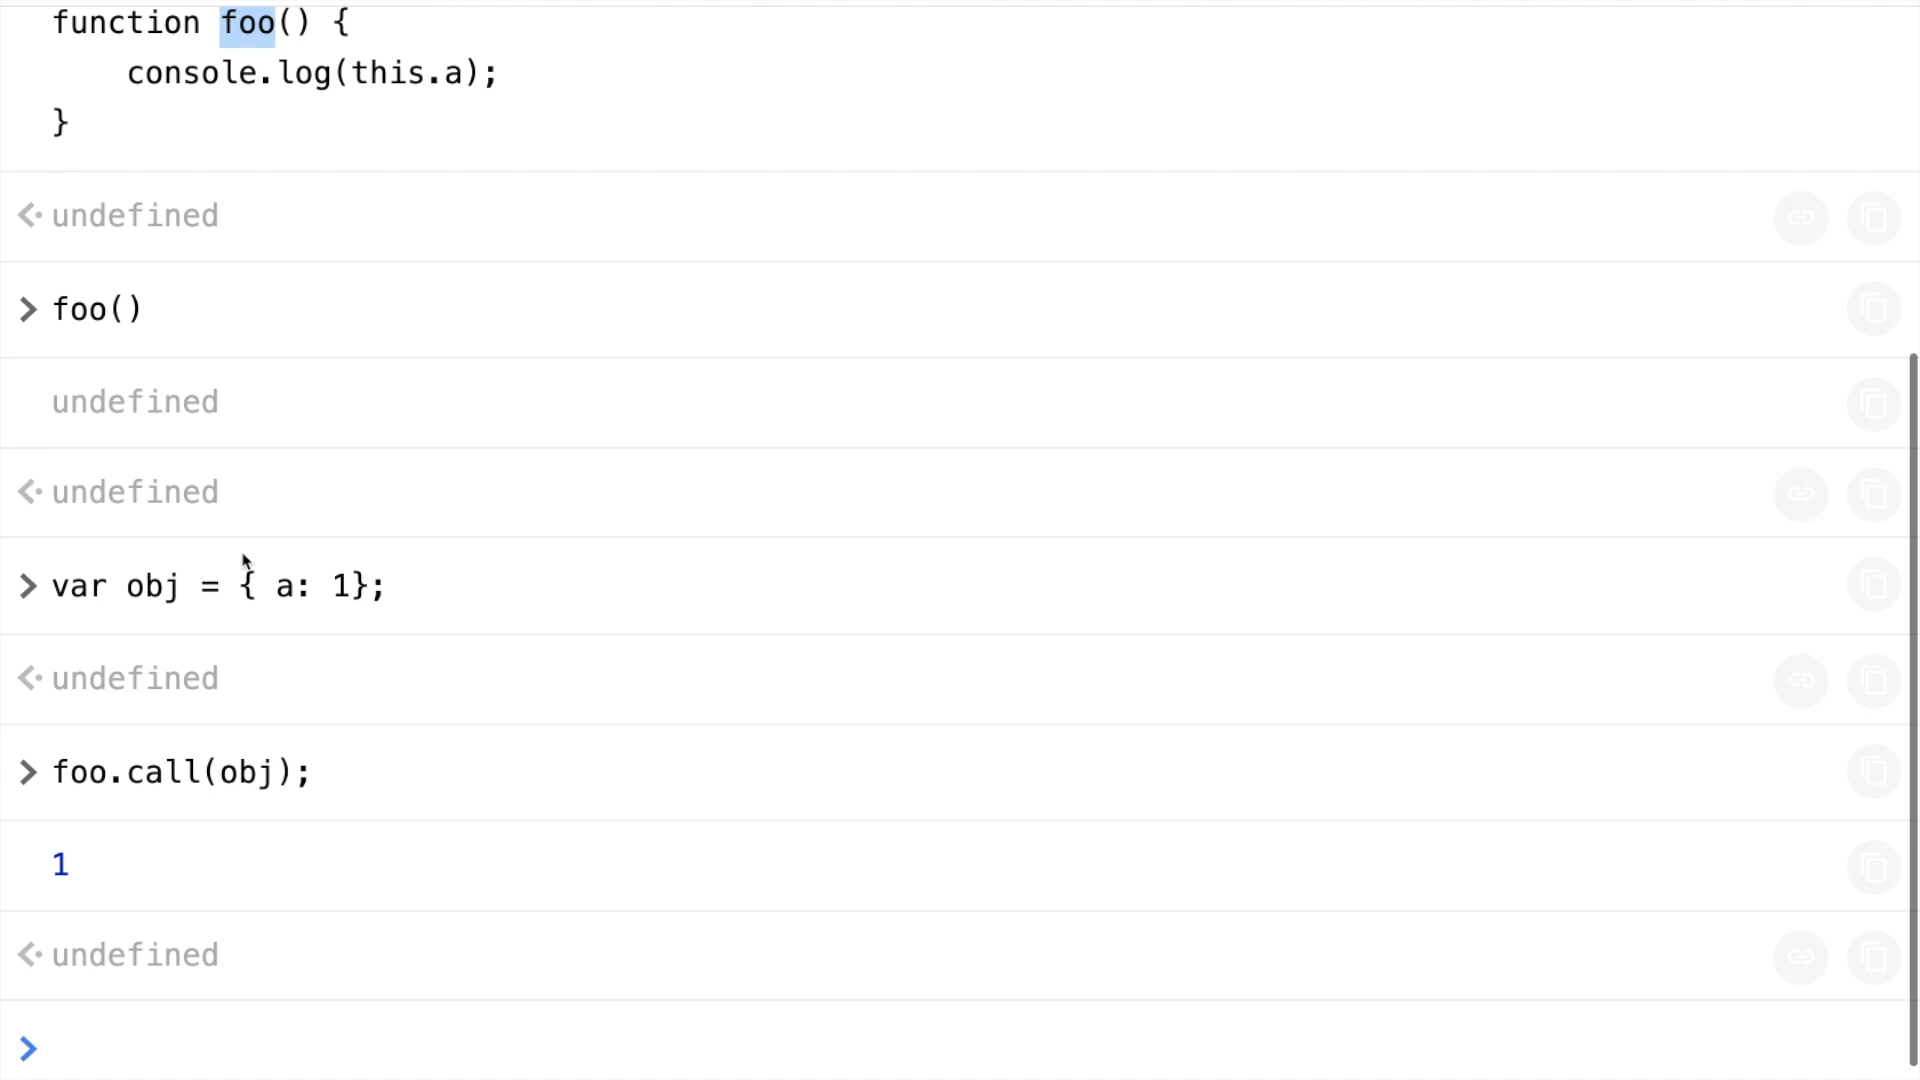 function foo() {
console.log(this.a);
}
undefined
foo()
undefined
undefined
var obj = { a: 1};
undefined
foo.call(obj);
1
undefined